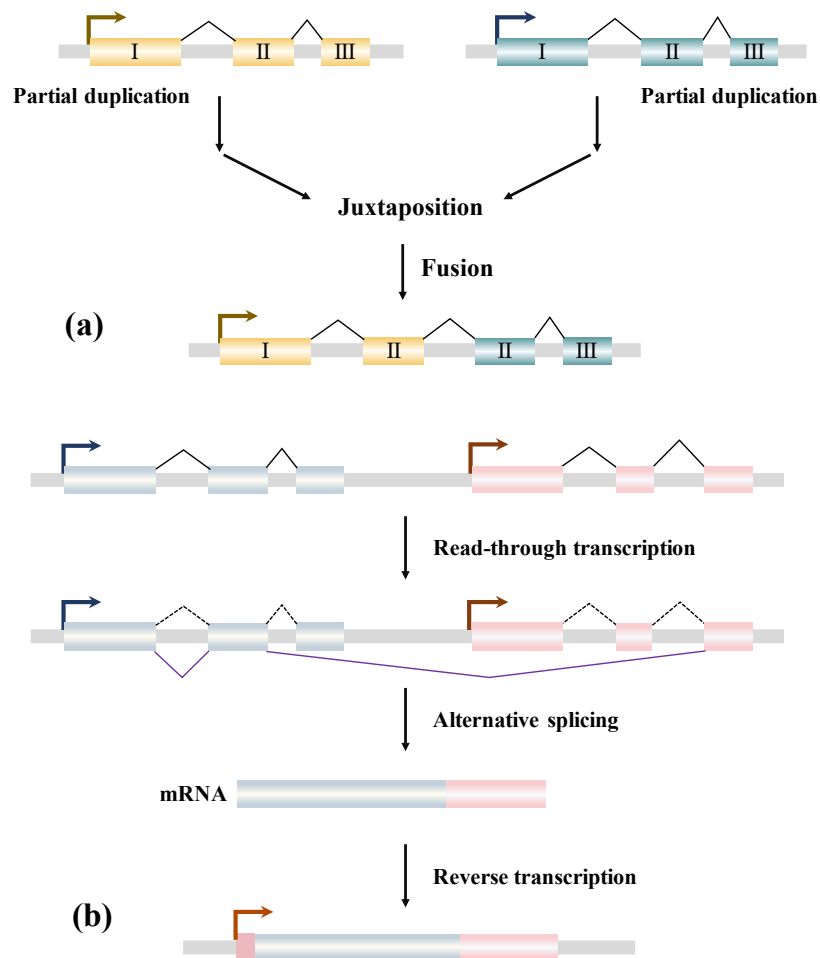 I II III I II III
Partial duplication Partial duplication
Juxtaposition
Fusion
(a)
I II II III
Read-through transcription
Alternative splicing
mRNA
Reverse transcription
(b)